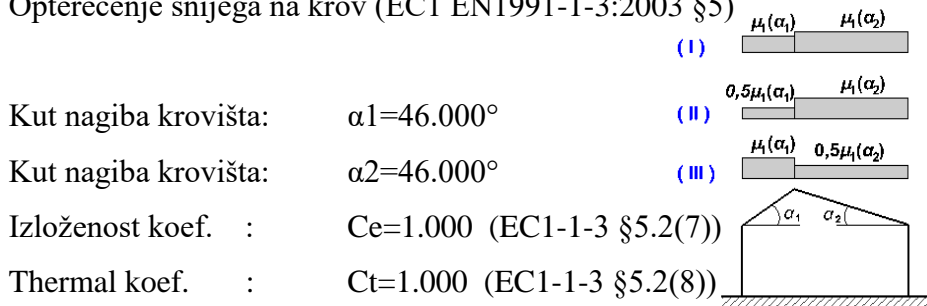 Opterećenje snijega na krov (EC1 EN1991-1-3:2003 §5)
μ₁(α₁) μ₁(α₂)
( I )
Kut nagiba krovišta: α1=46.000°
0,5μ₁(α₁) μ₁(α₂)
( II )
Kut nagiba krovišta: α2=46.000°
μ₁(α₁) 0,5μ₁(α₂)
( III )
Izloženost koef. : Ce=1.000 (EC1-1-3 §5.2(7))
α₁ α₂
Thermal koef. : Ct=1.000 (EC1-1-3 §5.2(8))